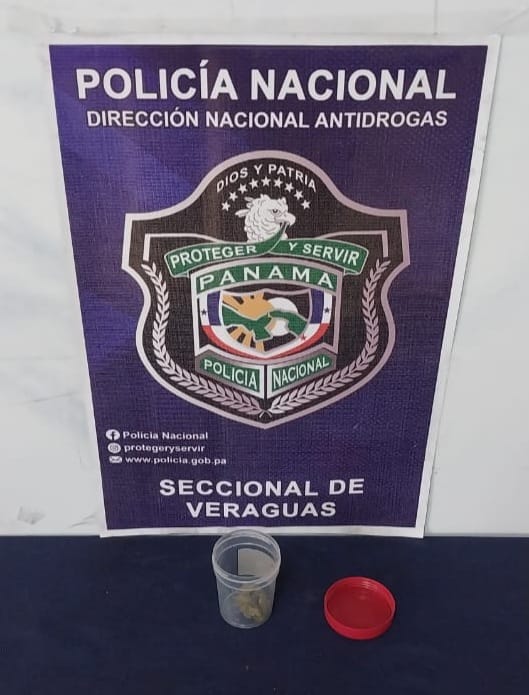 POLICÍA NACIONAL
DIRECCIÓN NACIONAL ANTIDROGAS
DIOS Y PATRIA
PROTEGER Y SERVIR
PANAMA
POLICIA NACIONAL
Policia Nacional
protegeryservir
www.policia.gob.pa
SECCIONAL DE
VERAGUAS